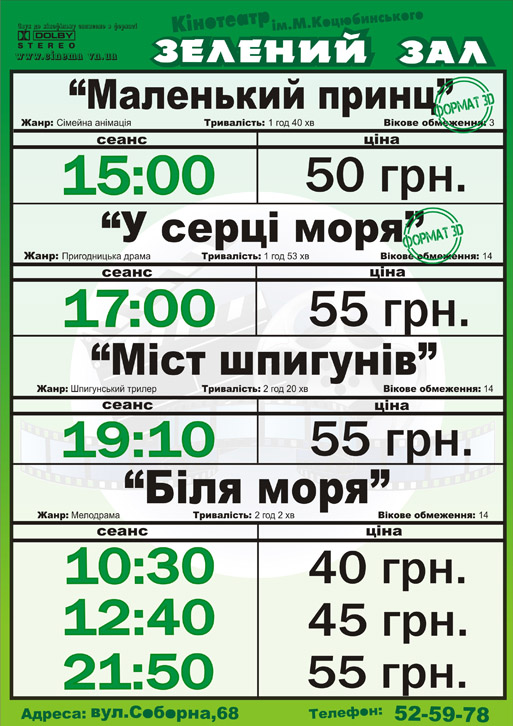 Звук по кінофільму записано в форматі
DOLBY
STEREO
www.cinema vn.ua
Кінотеатр ім.М.Коцюбинського
ЗЕЛЕНИЙ ЗАЛ
“Маленький принц”
ФОРМАТ 3D
Жанр: Сімейна анімація Тривалість: 1 год 40 хв Вікове обмеження: 3
сеанс ціна
15:00 50 грн.
“У серці моря”
ФОРМАТ 3D
Жанр: Пригодницька драма Тривалість: 1 год 53 хв Вікове обмеження: 14
сеанс ціна
17:00 55 грн.
“Міст шпигунів”
Жанр: Шпигунський трилер Тривалість: 2 год 20 хв Вікове обмеження: 14
сеанс ціна
19:10 55 грн.
“Біля моря”
Жанр: Мелодрама Тривалість: 2 год 2 хв Вікове обмеження: 14
сеанс ціна
10:30 40 грн.
12:40 45 грн.
21:50 55 грн.
Адреса: вул.Соборна,68 Телефон: 52-59-78